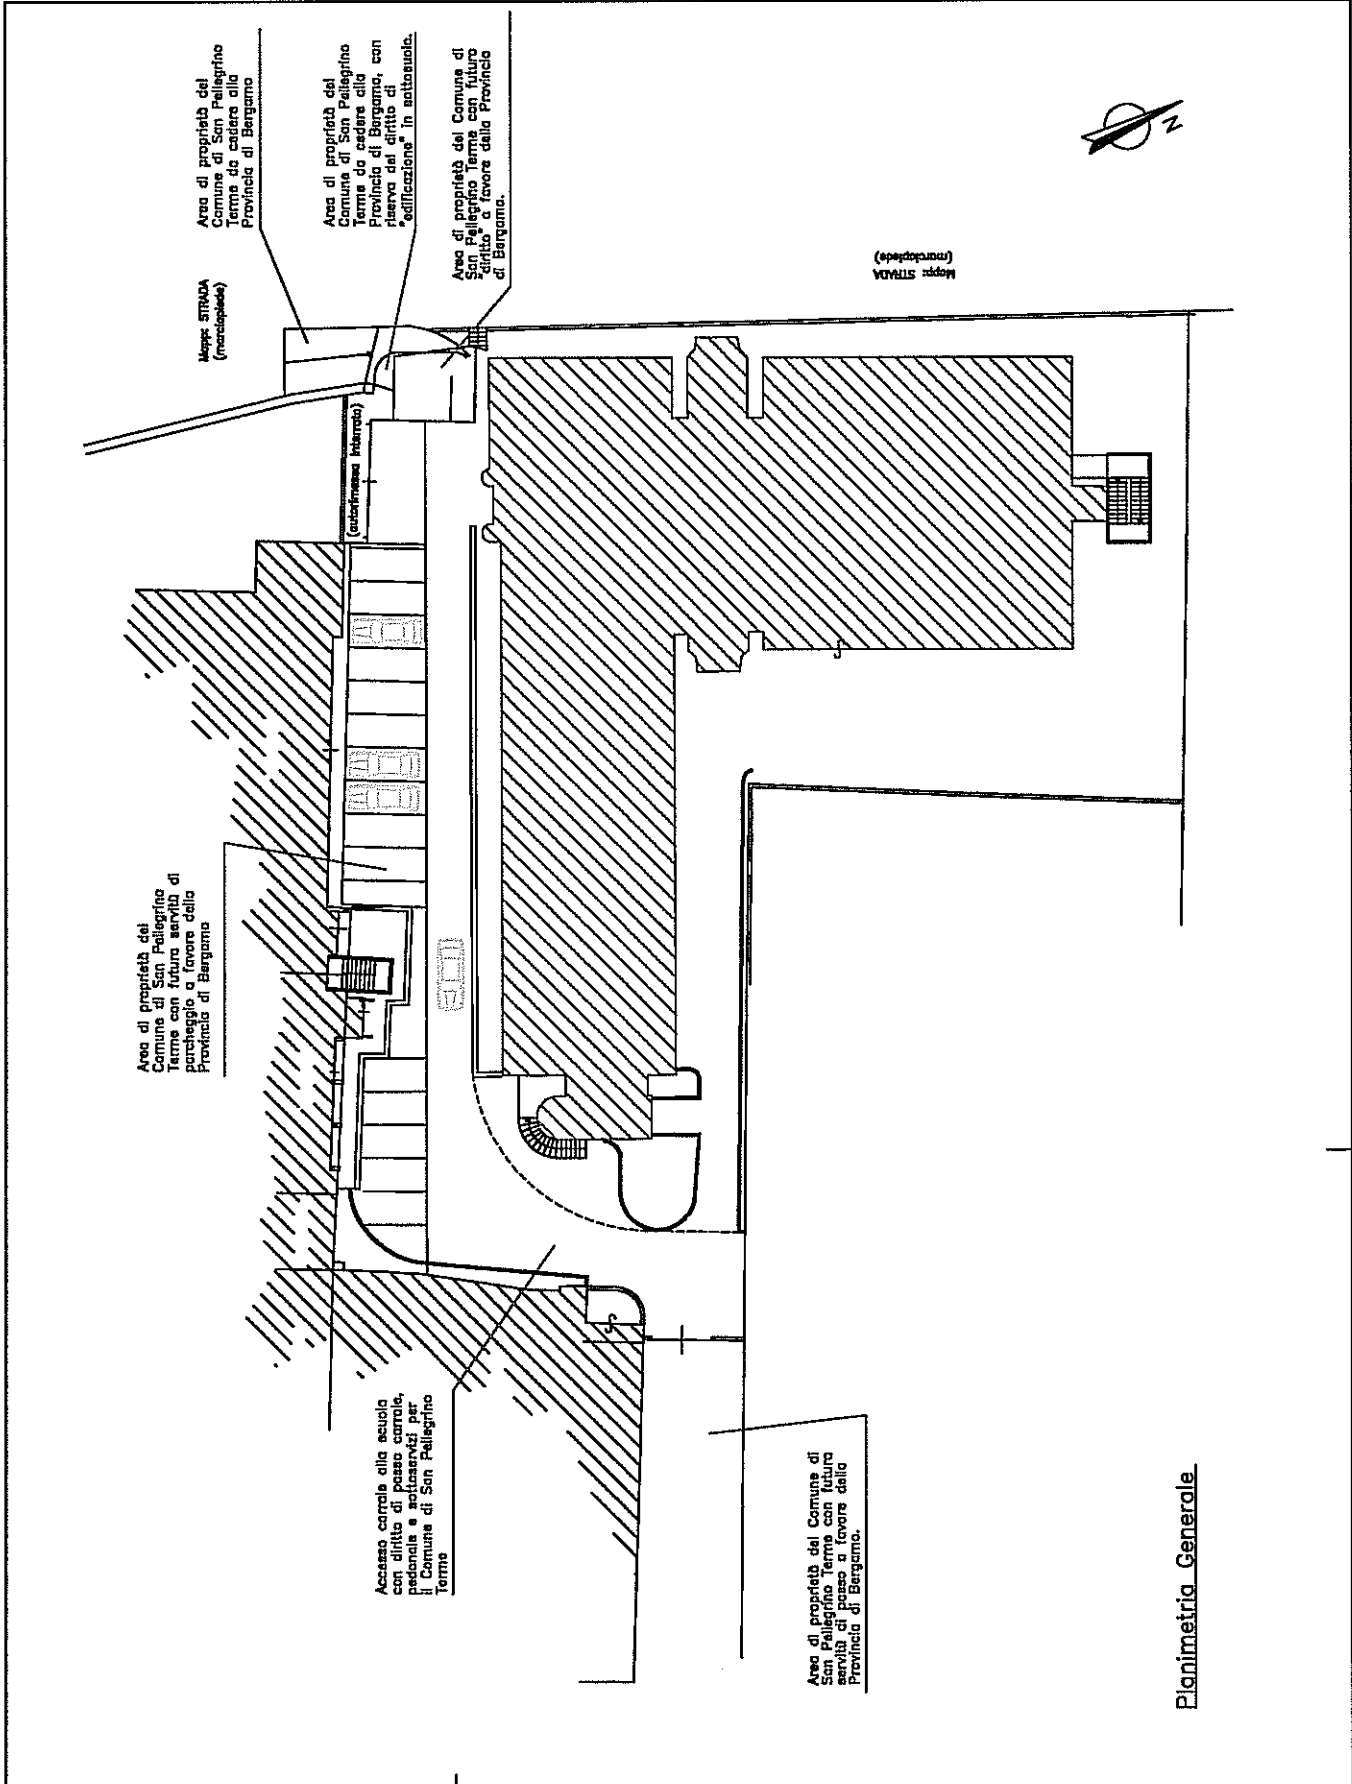 Area di proprietà del
Comune di San Pellegrino
Terme da cedere alla
Provincia di Bergamo
Area di proprietà del
Comune di San Pellegrino
Terme da cedere alla
Provincia di Bergamo, con
riserva del diritto di
"edificazione" in sottosuolo.
Area di proprietà del Comune di
San Pellegrino Terme con futuro
"diritto" a favore della Provincia
di Bergamo.
Mapp: STRADA
(marciapiede)
Mapp: STRADA
(marciapiede)
(autorimessa interrata)
N
Area di proprietà del
Comune di San Pellegrino
Terme con futura servitù di
parcheggio a favore della
Provincia di Bergamo
Accesso carrale alla scuola
con diritto di passo carrale,
pedonale e sottoservizi per
il Comune di San Pellegrino
Terme
Area di proprietà del Comune di
San Pellegrino Terme con futura
servitù di passo a favore della
Provincia di Bergamo.
Planimetria Generale